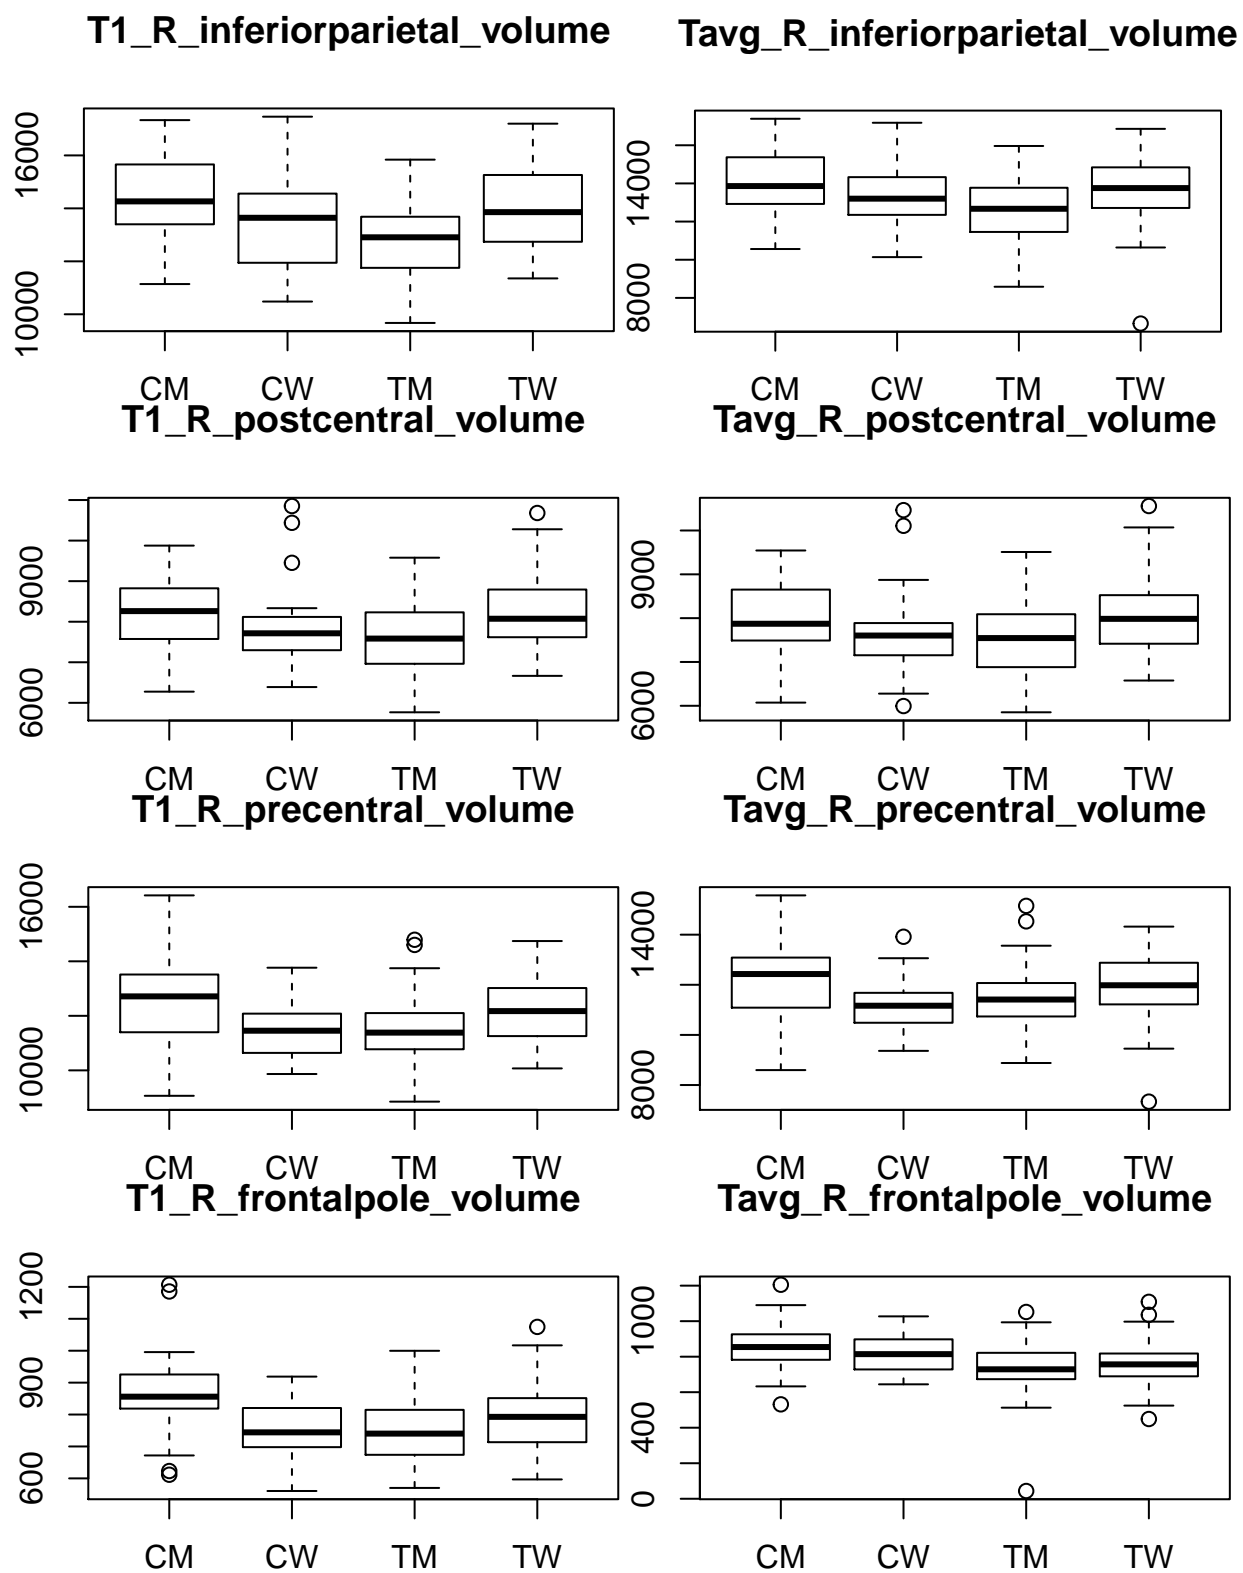 T1_R_inferiorparietal_volume
Tavg_R_inferiorparietal_volume
10000 16000
CM CW TM TW
8000 14000
CM CW TM TW
T1_R_postcentral_volume
Tavg_R_postcentral_volume
6000 9000
CM CW TM TW
6000 9000
CM CW TM TW
T1_R_precentral_volume
Tavg_R_precentral_volume
10000 16000
CM CW TM TW
8000 14000
CM CW TM TW
T1_R_frontalpole_volume
Tavg_R_frontalpole_volume
600 900 1200
CM CW TM TW
0 400 1000
CM CW TM TW